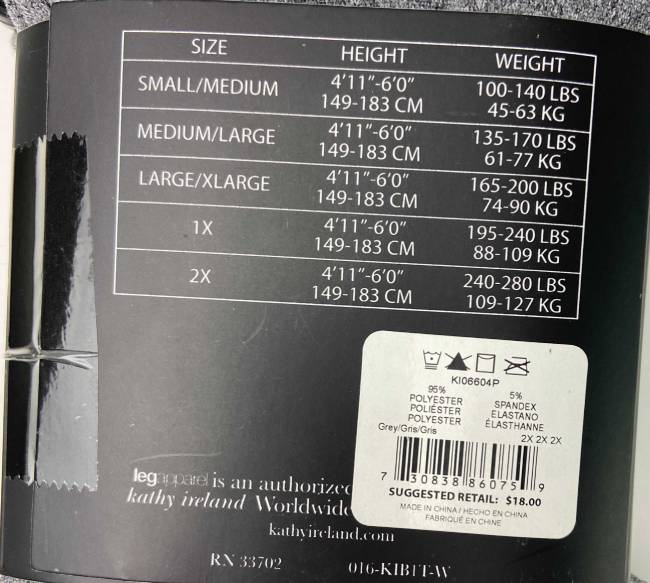 SIZE HEIGHT WEIGHT
SMALL/MEDIUM 4'11"-6'0" 100-140 LBS
149-183 CM 45-63 KG
MEDIUM/LARGE 4'11"-6'0" 135-170 LBS
149-183 CM 61-77 KG
LARGE/XLARGE 4'11"-6'0" 165-200 LBS
149-183 CM 74-90 KG
1X 4'11"-6'0" 195-240 LBS
149-183 CM 88-109 KG
2X 4'11"-6'0" 240-280 LBS
149-183 CM 109-127 KG
KI06604P
95% 5%
POLYESTER SPANDEX
POLIÉSTER ELASTANO
POLYESTER ÉLASTHANNE
Grey/Gris/Gris 2X 2X 2X
7 30838 86075 9
SUGGESTED RETAIL: $18.00
MADE IN CHINA / HECHO EN CHINA
FABRIQUÉ EN CHINE
legapparel is an authorized
kathy ireland Worldwide
kathyireland.com
RN 33702 016-KIB1T-W